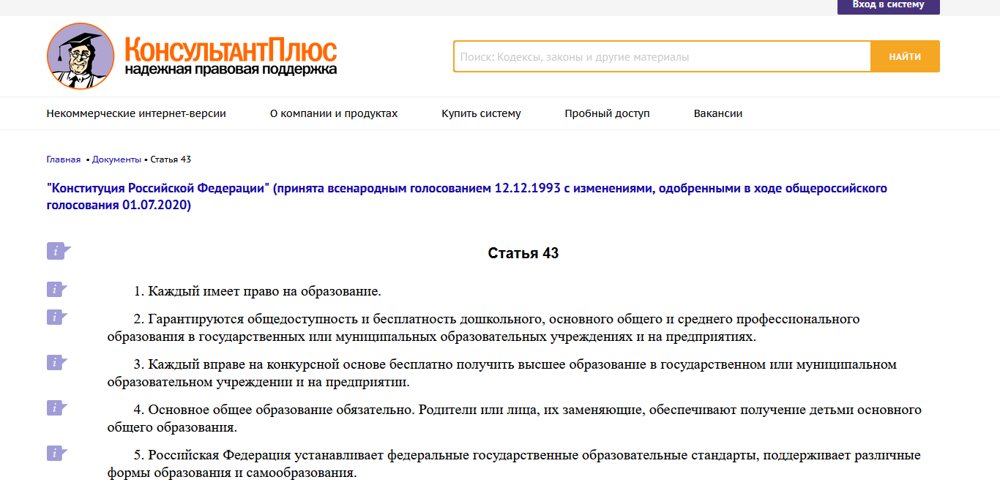 Вход в систему
КонсультантПлюс
надежная правовая поддержка
Поиск: Кодексы, законы и другие материалы
НАЙТИ
Некоммерческие интернет-версии О компании и продуктах Купить систему Пробный доступ Вакансии
Главная • Документы • Статья 43
"Конституция Российской Федерации" (принята всенародным голосованием 12.12.1993 с изменениями, одобренными в ходе общероссийского
голосования 01.07.2020)
i
Статья 43
i
1. Каждый имеет право на образование.
i
2. Гарантируются общедоступность и бесплатность дошкольного, основного общего и среднего профессионального
образования в государственных или муниципальных образовательных учреждениях и на предприятиях.
i
3. Каждый вправе на конкурсной основе бесплатно получить высшее образование в государственном или муниципальном
образовательном учреждении и на предприятии.
i
4. Основное общее образование обязательно. Родители или лица, их заменяющие, обеспечивают получение детьми основного
общего образования.
i
5. Российская Федерация устанавливает федеральные государственные образовательные стандарты, поддерживает различные
формы образования и самообразования.